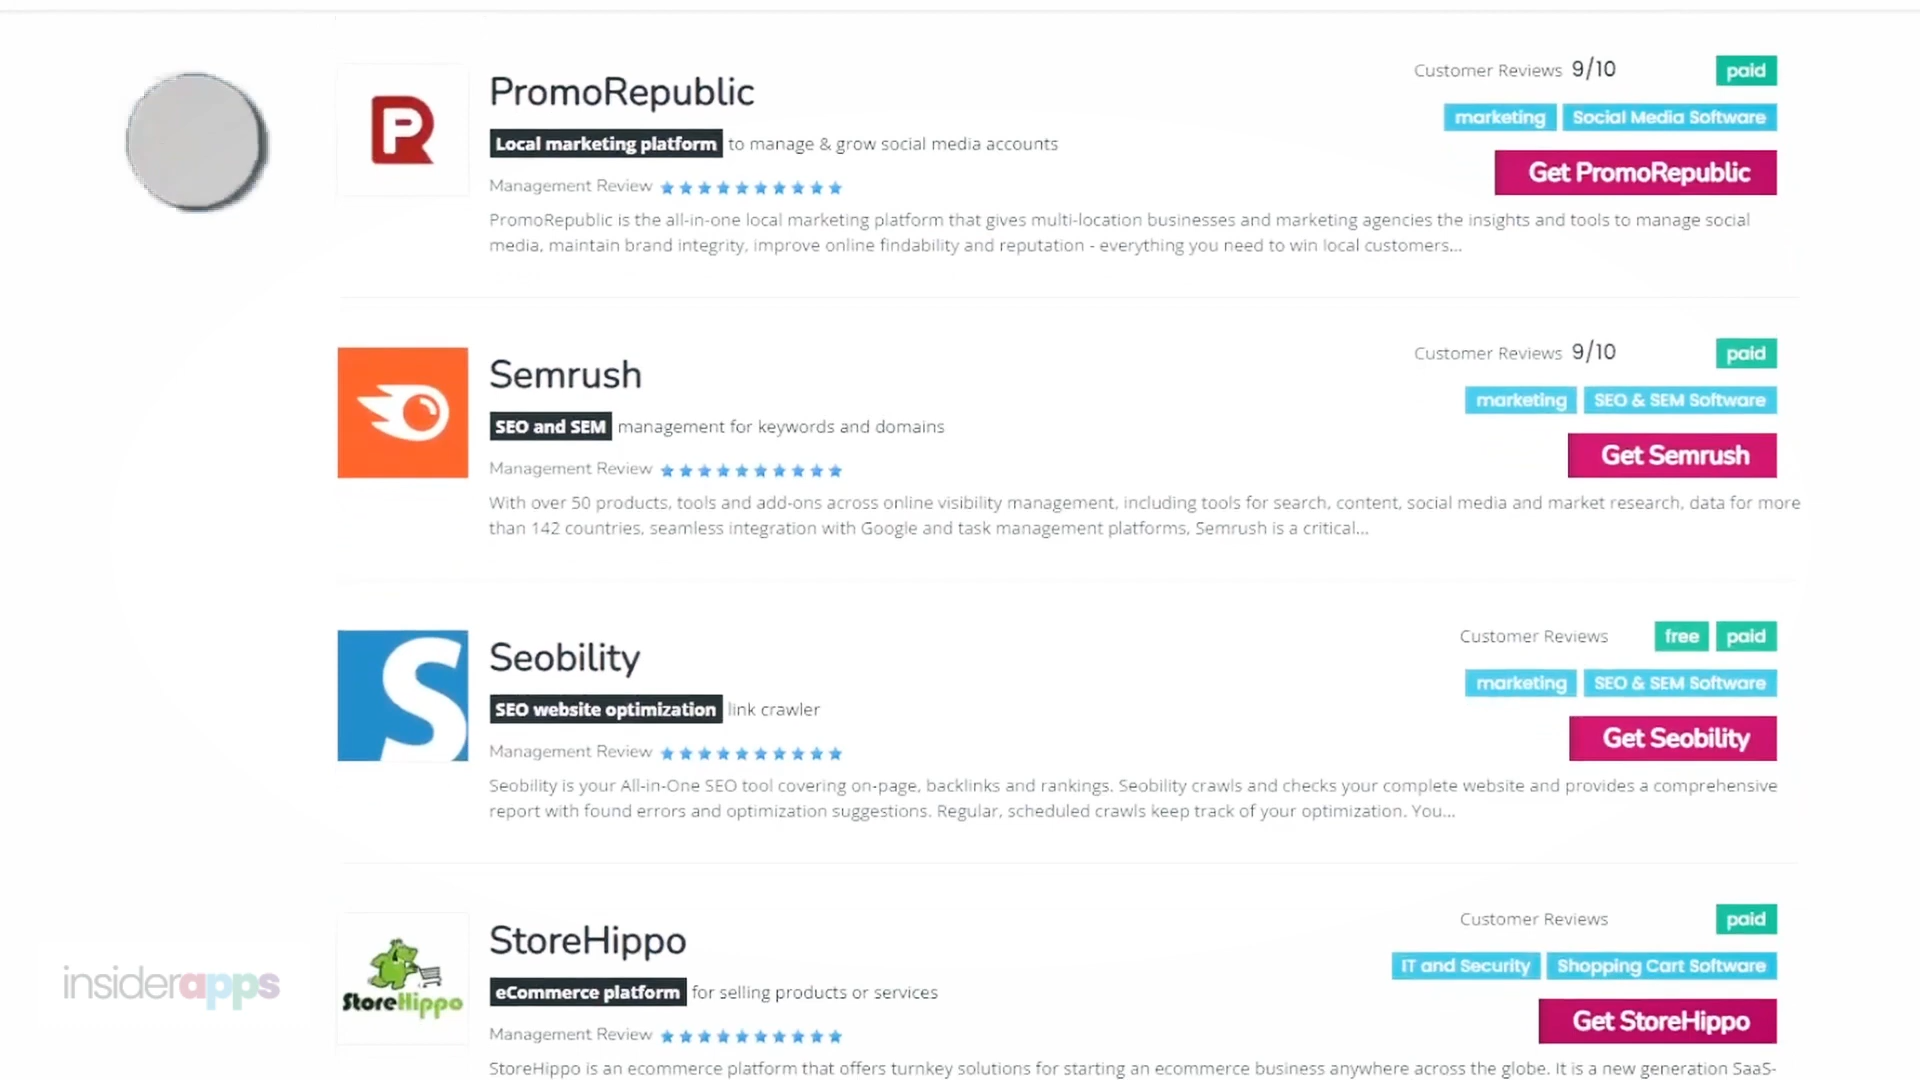 PromoRepublic
Customer Reviews 9/10 paid
marketing Social Media Software
Local marketing platform to manage & grow social media accounts
Get PromoRepublic
Management Review
PromoRepublic is the all-in-one local marketing platform that gives multi-location businesses and marketing agencies the insights and tools to manage social
media, maintain brand integrity, improve online findability and reputation - everything you need to win local customers...
Semrush
Customer Reviews 9/10 paid
marketing SEO & SEM Software
SEO and SEM management for keywords and domains
Get Semrush
Management Review
With over 50 products, tools and add-ons across online visibility management, including tools for search, content, social media and market research, data for more
than 142 countries, seamless integration with Google and task management platforms, Semrush is a critical...
Seobility
Customer Reviews free paid
marketing SEO & SEM Software
SEO website optimization link crawler
Get Seobility
Management Review
Seobility is your All-in-One SEO tool covering on-page, backlinks and rankings. Seobility crawls and checks your complete website and provides a comprehensive
report with found errors and optimization suggestions. Regular, scheduled crawls keep track of your optimization. You...
StoreHippo
StoreHippo
Customer Reviews paid
IT and Security Shopping Cart Software
eCommerce platform for selling products or services
Get StoreHippo
Management Review
StoreHippo is an ecommerce platform that offers turnkey solutions for starting an ecommerce business anywhere across the globe. It is a new generation SaaS-
insiderapps